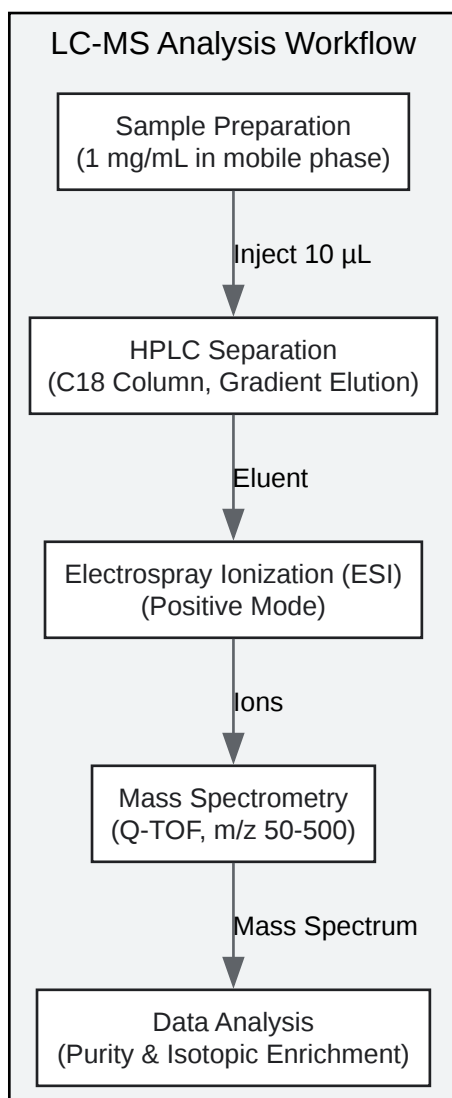 LC-MS Analysis Workflow
Sample Preparation
(1 mg/mL in mobile phase)
Inject 10 µL
HPLC Separation
(C18 Column, Gradient Elution)
Eluent
Electrospray Ionization (ESI)
(Positive Mode)
Ions
Mass Spectrometry
(Q-TOF, m/z 50-500)
Mass Spectrum
Data Analysis
(Purity & Isotopic Enrichment)